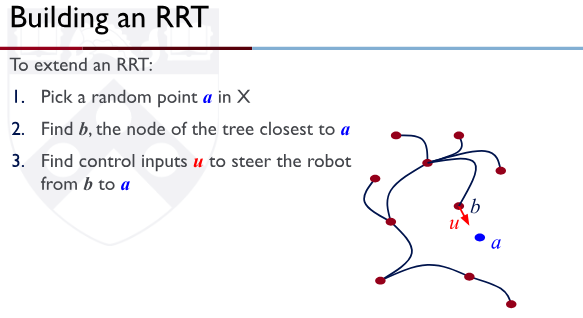 Building an RRT
To extend an RRT:
1. Pick a random point a in X
2. Find b, the node of the tree closest to a
3. Find control inputs u to steer the robot
from b to a
b
u
a